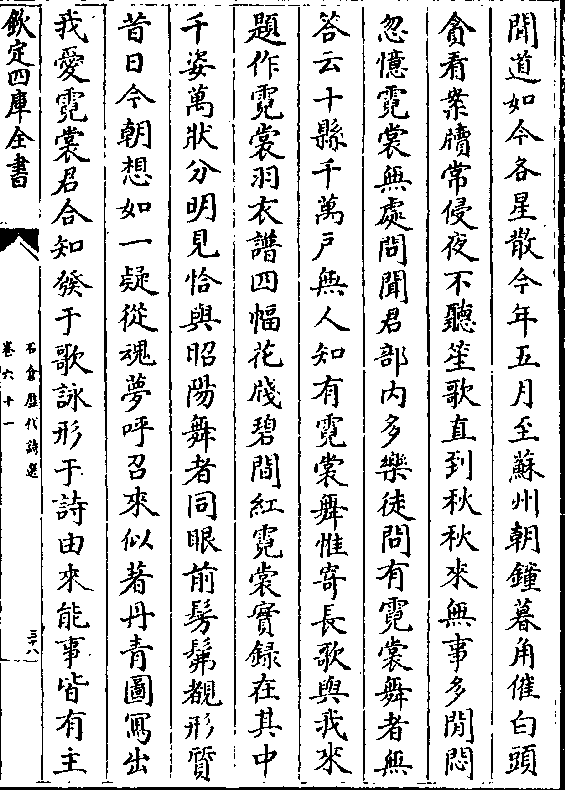 聞道如今各星散今年五月至蘇州朝鐘暮角催白頭
貪看案牘常侵夜不聽笙歌直到秋秋來無事多閒悶
忽憶霓裳無處問聞君部內多樂徒問有霓裳舞者無
答云十縣千萬户無人知有霓裳舞惟寄長歌與我來
題作霓裳羽衣譜四幅花牋碧間紅霓裳實録在其中
千姿萬狀分明見恰與昭陽舞者同眼前髣髴覩形質
昔日今朝想如一疑從魂夢呼召來似著丹青圖寫出
我愛霓裳君合知發于歌詠形于詩由來能事皆有主
欽定四庫全書
石倉歴代詩選
卷六十一
三十八